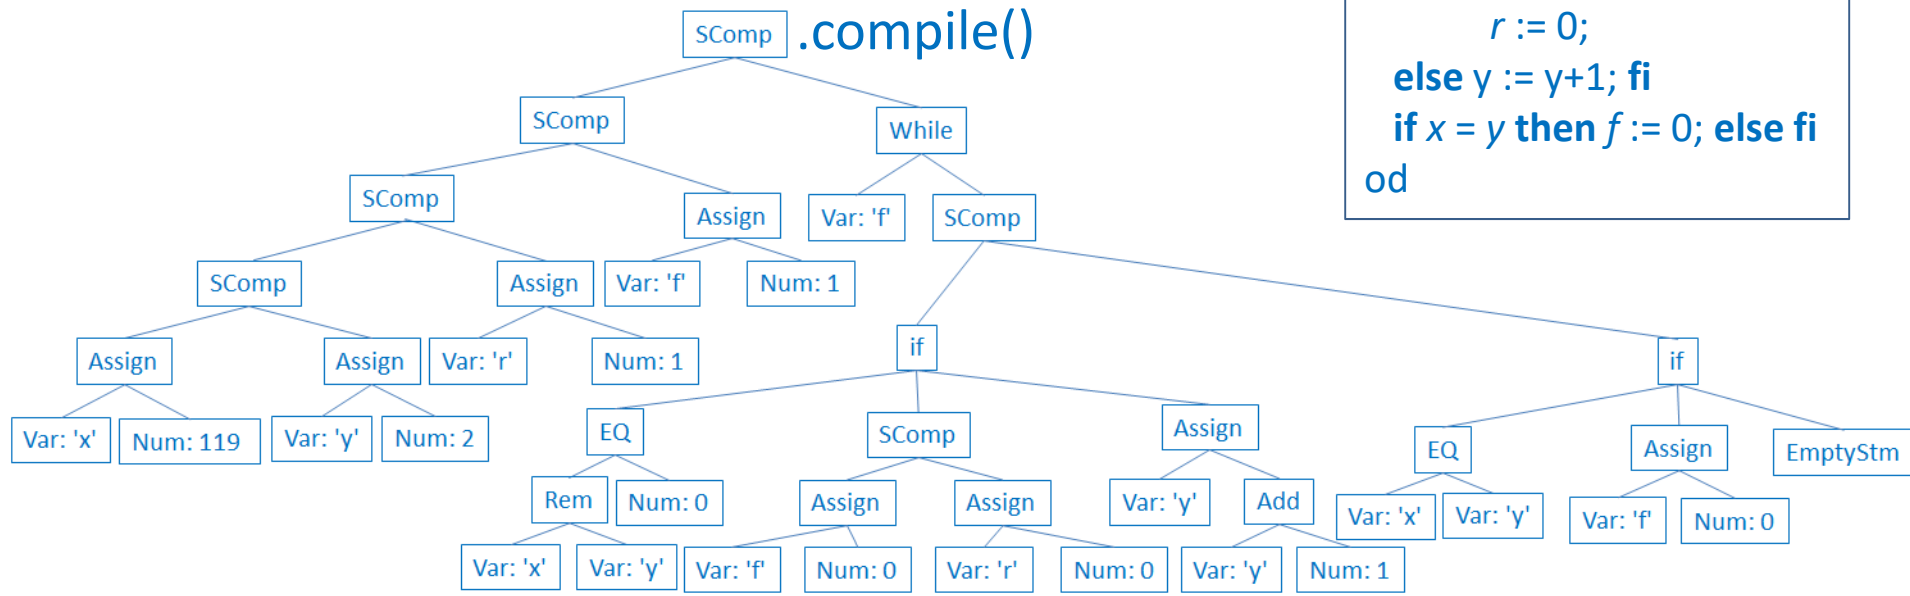 SComp .compile()
r := 0;
else y := y+1; fi
if x = y then f := 0; else fi
od
SComp
While
SComp
Assign
Var: 'f'
SComp
SComp
Assign
Var: 'f'
Num: 1
Assign
Assign
Var: 'r'
Num: 1
if
if
Var: 'x'
Num: 119
Var: 'y'
Num: 2
EQ
SComp
Assign
EQ
Assign
EmptyStm
Rem
Num: 0
Assign
Assign
Var: 'y'
Add
Var: 'x'
Var: 'y'
Var: 'f'
Num: 0
Var: 'x'
Var: 'y'
Var: 'f'
Num: 0
Var: 'r'
Num: 0
Var: 'y'
Num: 1